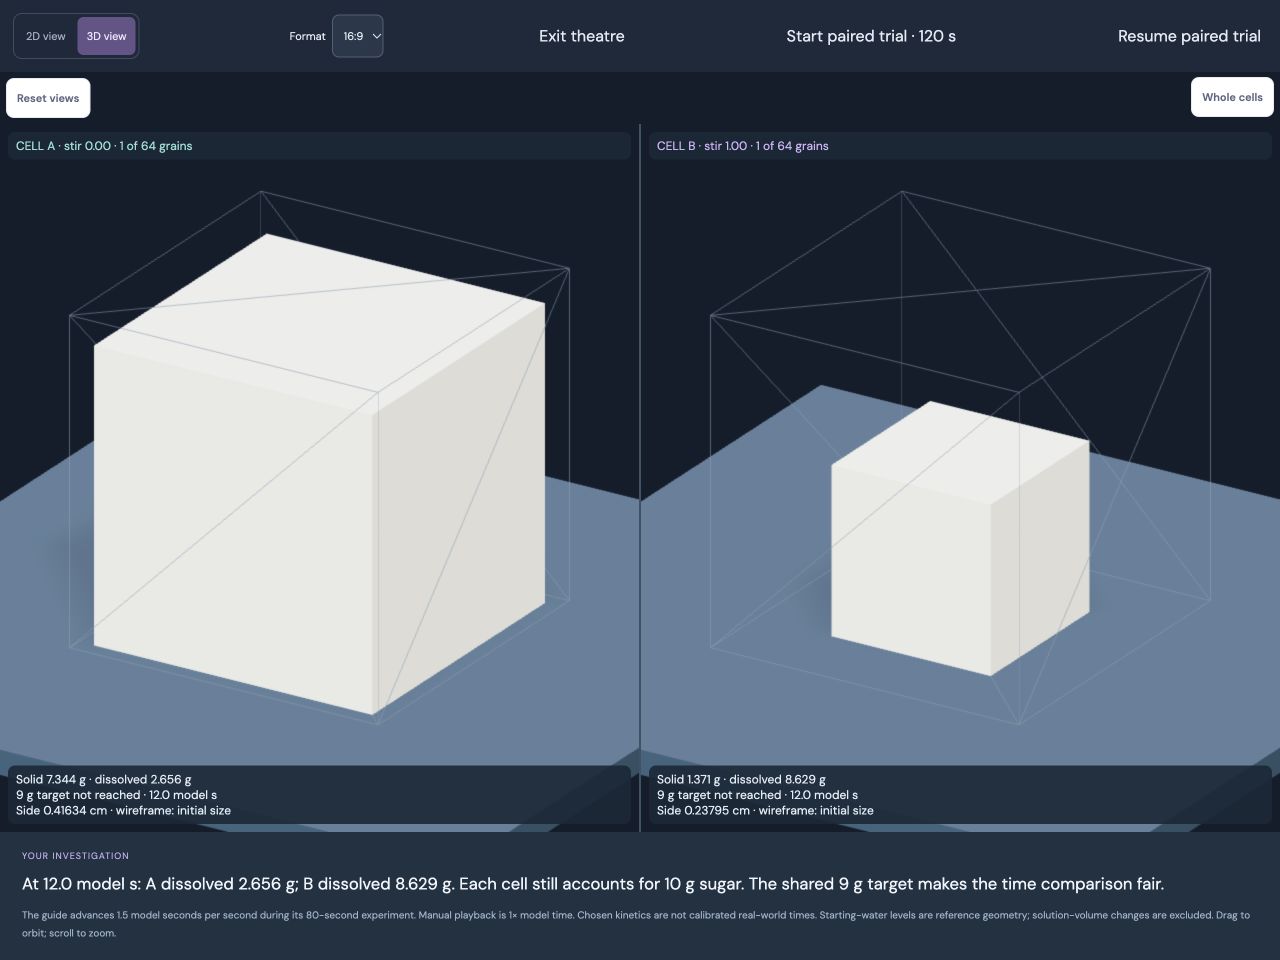 2D view
3D view
Format
16:9
Exit theatre
Start paired trial · 120 s
Resume paired trial
Reset views
Whole cells
CELL A · stir 0.00 · 1 of 64 grains
CELL B · stir 1.00 · 1 of 64 grains
Solid 7.344 g · dissolved 2.656 g
9 g target not reached · 12.0 model s
Side 0.41634 cm · wireframe: initial size
Solid 1.371 g · dissolved 8.629 g
9 g target not reached · 12.0 model s
Side 0.23795 cm · wireframe: initial size
YOUR INVESTIGATION
At 12.0 model s: A dissolved 2.656 g; B dissolved 8.629 g. Each cell still accounts for 10 g sugar. The shared 9 g target makes the time comparison fair.
The guide advances 1.5 model seconds per second during its 80-second experiment. Manual playback is 1× model time. Chosen kinetics are not calibrated real-world times. Starting-water levels are reference geometry; solution-volume changes are excluded. Drag to
orbit; scroll to zoom.